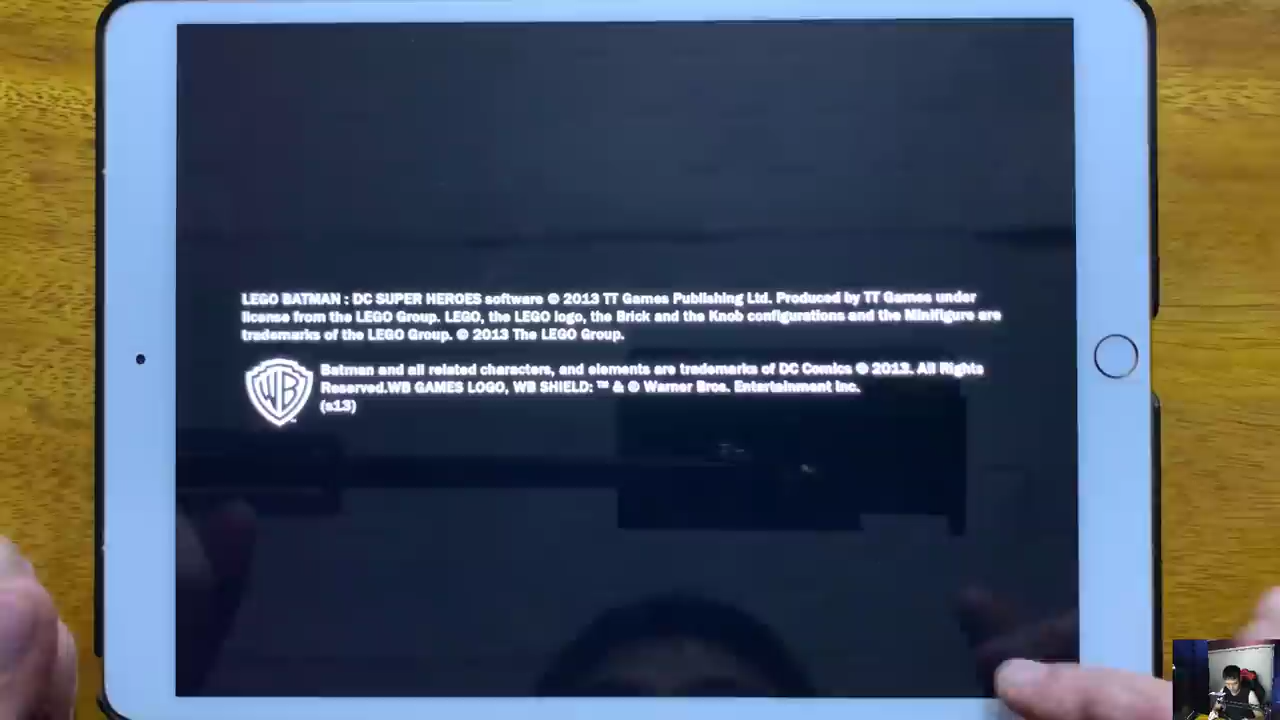 LEGO BATMAN : DC SUPER HEROES software © 2013 TT Games Publishing Ltd. Produced by TT Games under
license from the LEGO Group. LEGO, the LEGO logo, the Brick and the Knob configurations and the Minifigure are
trademarks of the LEGO Group. © 2013 The LEGO Group.
WB
Batman and all related characters, and elements are trademarks of DC Comics © 2013. All Rights
Reserved.WB GAMES LOGO, WB SHIELD: ™ & © Warner Bros. Entertainment Inc.
(s13)